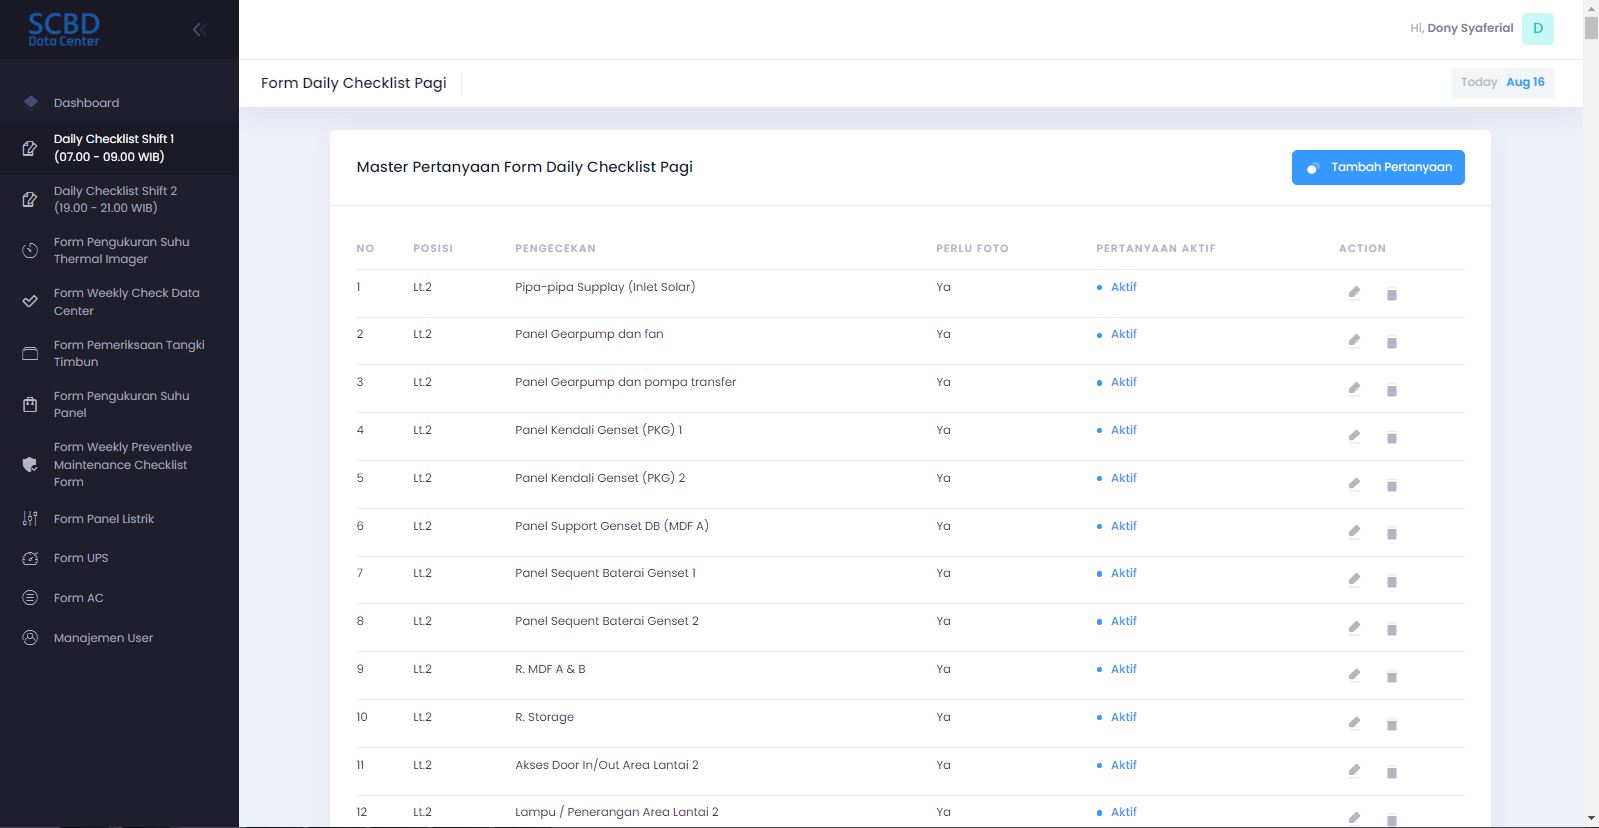 SCBD
Data Center
Hi, Dony Syaferial
D
Form Daily Checklist Pagi
Today Aug 16
Dashboard
Daily Checklist Shift 1
(07.00 - 09.00 WIB)
Daily Checklist Shift 2
(19.00 - 21.00 WIB)
Form Pengukuran Suhu
Thermal Imager
Form Weekly Check Data
Center
Form Pemeriksaan Tangki
Timbun
Form Pengukuran Suhu
Panel
Form Weekly Preventive
Maintenance Checklist
Form
Form Panel Listrik
Form UPS
Form AC
Manajemen User
Master Pertanyaan Form Daily Checklist Pagi
Tambah Pertanyaan
NO POSISI PENGECEKAN PERLU FOTO PERTANYAAN AKTIF ACTION
1 Lt.2 Pipa-pipa Supplay (Inlet Solar) Ya Aktif
2 Lt.2 Panel Gearpump dan fan Ya Aktif
3 Lt.2 Panel Gearpump dan pompa transfer Ya Aktif
4 Lt.2 Panel Kendali Genset (PKG) 1 Ya Aktif
5 Lt.2 Panel Kendali Genset (PKG) 2 Ya Aktif
6 Lt.2 Panel Support Genset DB (MDF A) Ya Aktif
7 Lt.2 Panel Sequent Baterai Genset 1 Ya Aktif
8 Lt.2 Panel Sequent Baterai Genset 2 Ya Aktif
9 Lt.2 R. MDF A & B Ya Aktif
10 Lt.2 R. Storage Ya Aktif
11 Lt.2 Akses Door In/Out Area Lantai 2 Ya Aktif
12 Lt.2 Lampu / Penerangan Area Lantai 2 Ya Aktif